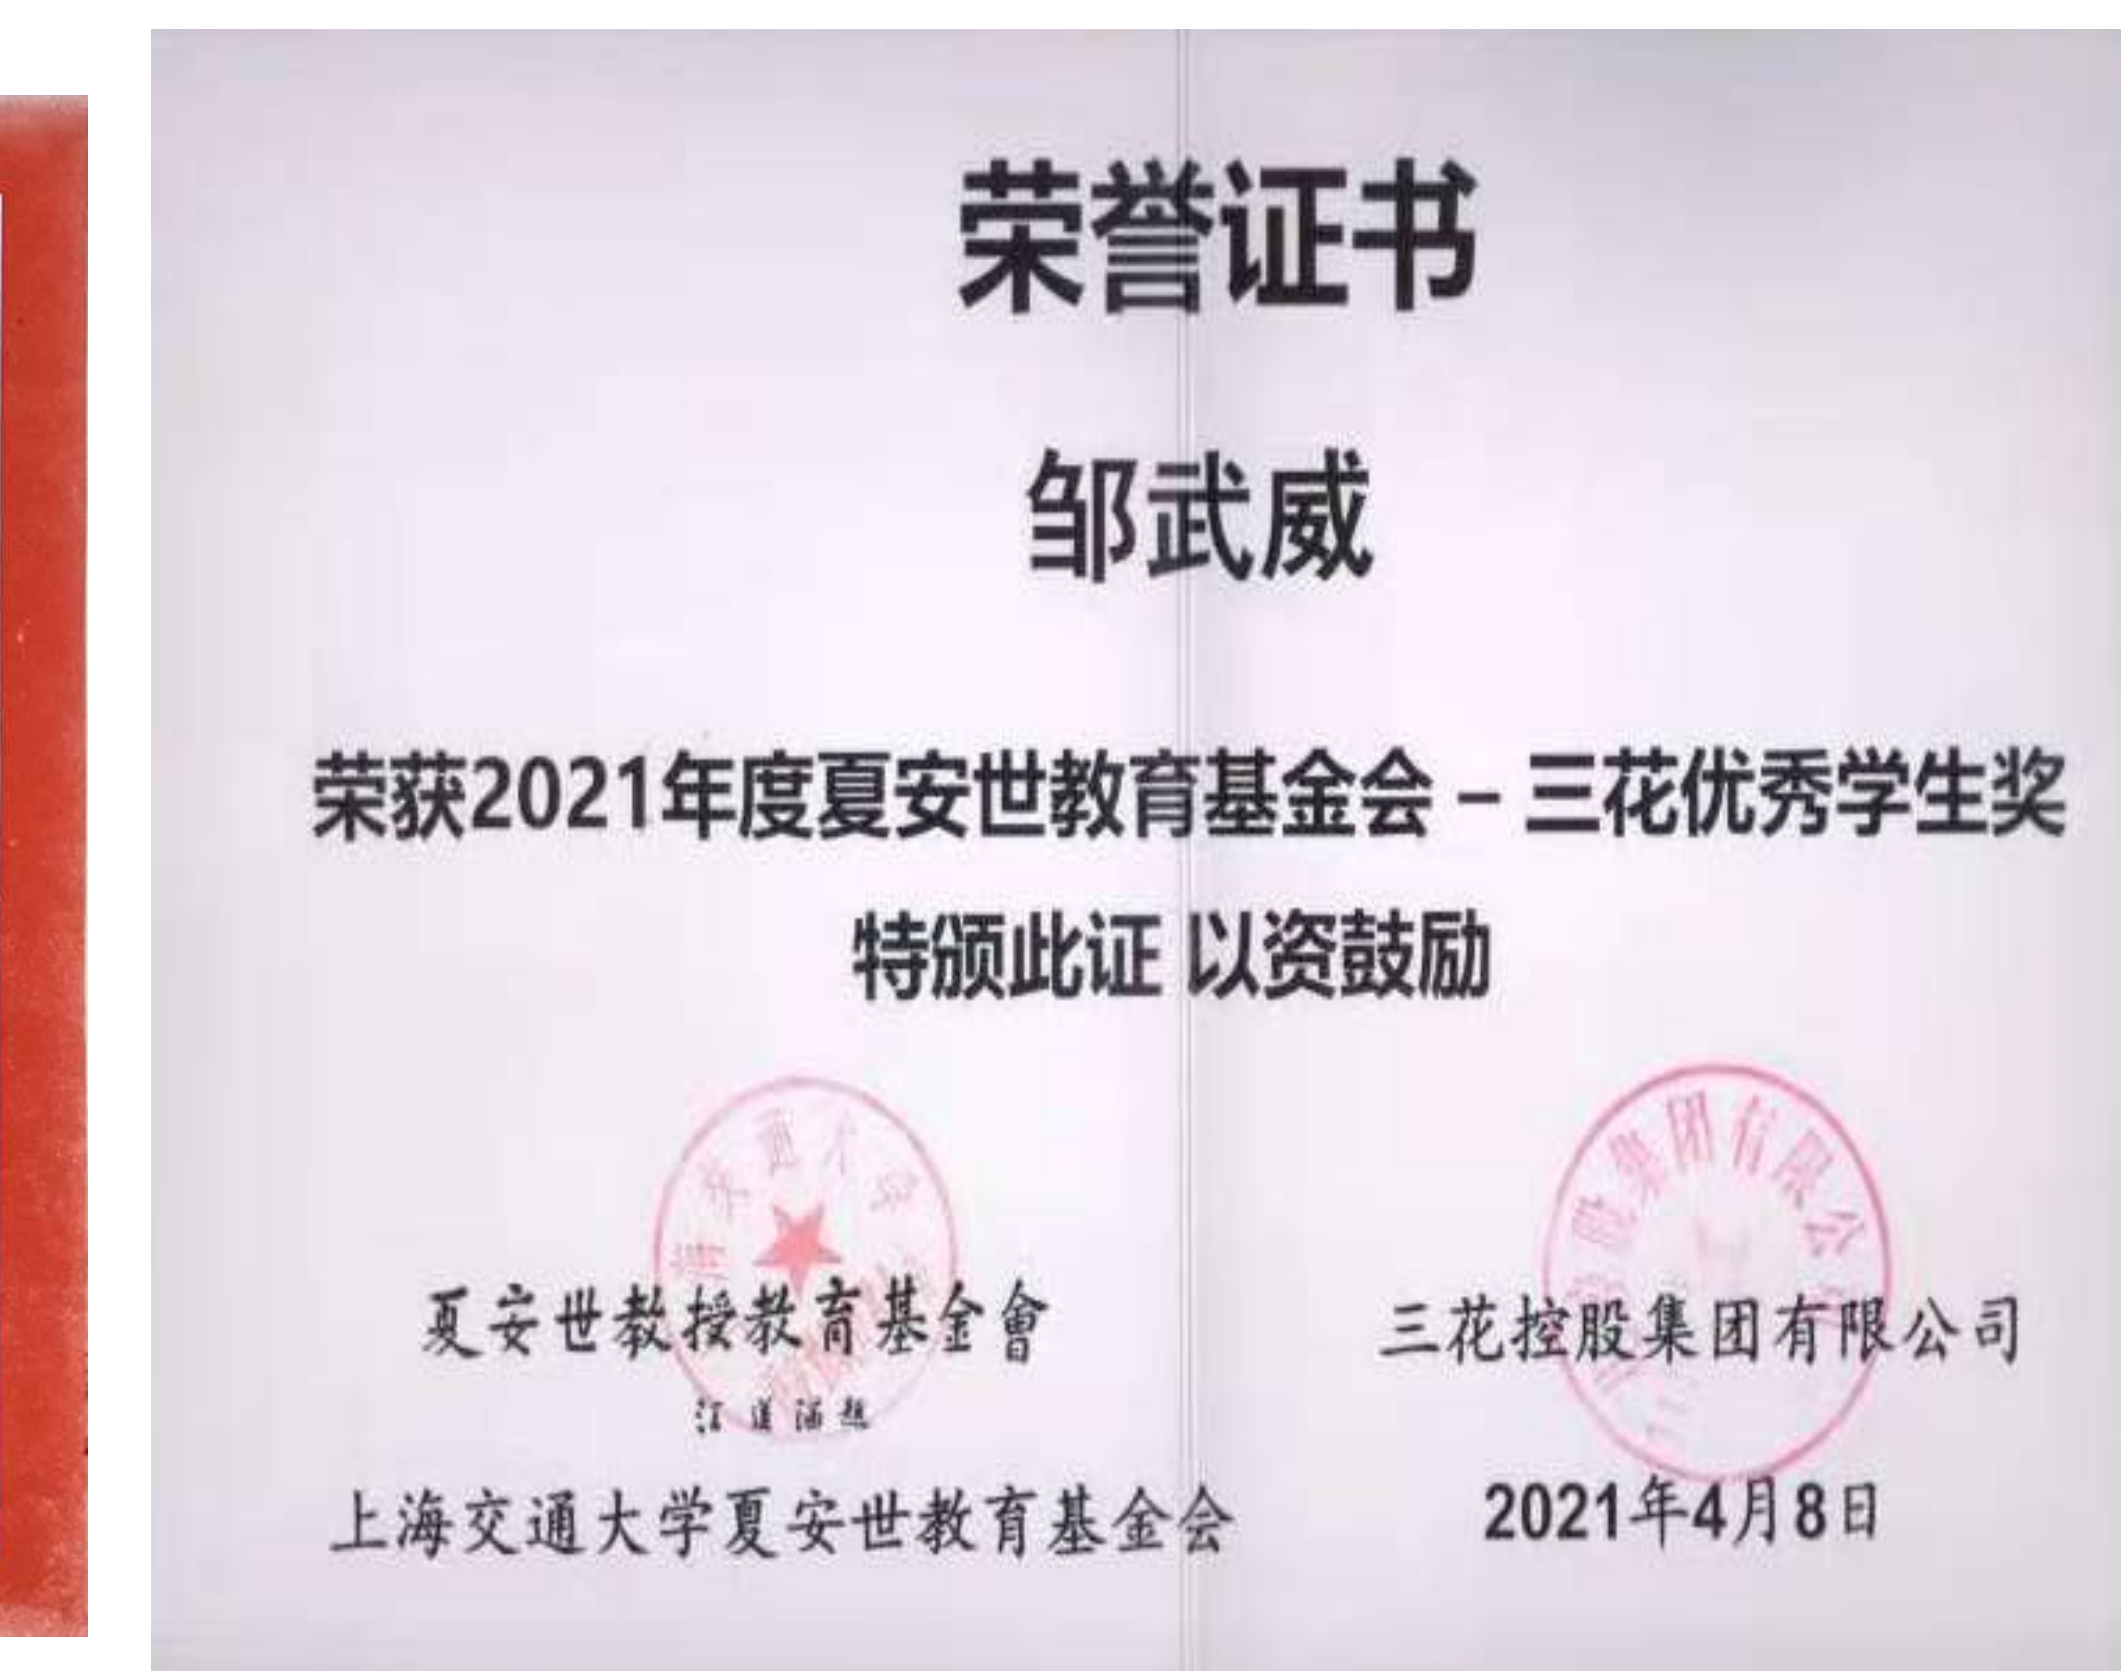 荣誉证书
邹武威
荣获2021年度夏安世教育基金会 – 三花优秀学生奖
特颁此证 以资鼓励
夏安世教授教育基金會
三花控股集团有限公司
上海交通大学夏安世教育基金会
2021年4月8日